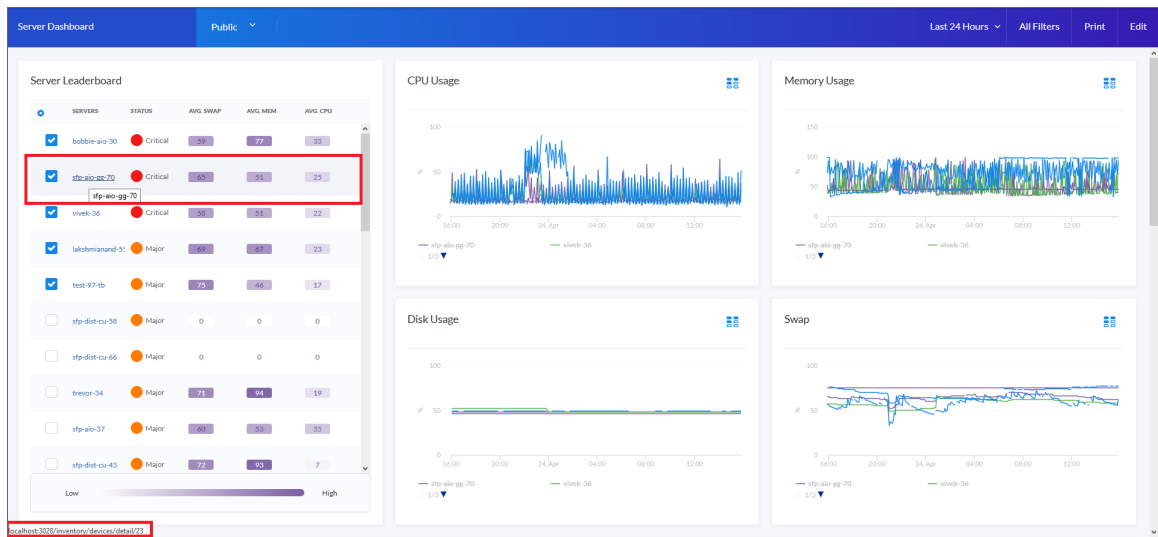 Server Dashboard
Public
Last 24 Hours
All Filters
Print
Edit
Server Leaderboard
SERVERS STATUS AVG. SWAP AVG. MEM AVG. CPU
bobbie-aio-30 Critical 59 77 33
sfp-aio-gg-70 Critical 65 51 25
sfp-aio-gg-70
vivek-36 Critical 58 51 22
lakshmianand-55 Major 69 67 23
test-97-tb Major 75 46 17
sfp-dist-cu-58 Major 0 0 0
sfp-dist-cu-66 Major 0 0 0
trevor-34 Major 71 94 19
sfp-aio-37 Major 60 53 35
sfp-dist-cu-43 Major 72 93 7
Low High
CPU Usage
100
50
0
%
16:00 20:00 24. Apr 04:00 08:00 12:00
sfp-aio-gg-70 vivek-36
1/3
Memory Usage
150
100
50
0
%
16:00 20:00 24. Apr 04:00 08:00 12:00
sfp-aio-gg-70 vivek-36
1/3
Disk Usage
100
50
0
%
16:00 20:00 24. Apr 04:00 08:00 12:00
sfp-aio-gg-70 vivek-36
1/3
Swap
100
50
0
%
16:00 20:00 24. Apr 04:00 08:00 12:00
sfp-aio-gg-70 vivek-36
1/3
localhost:3028/inventory/devices/detail/23